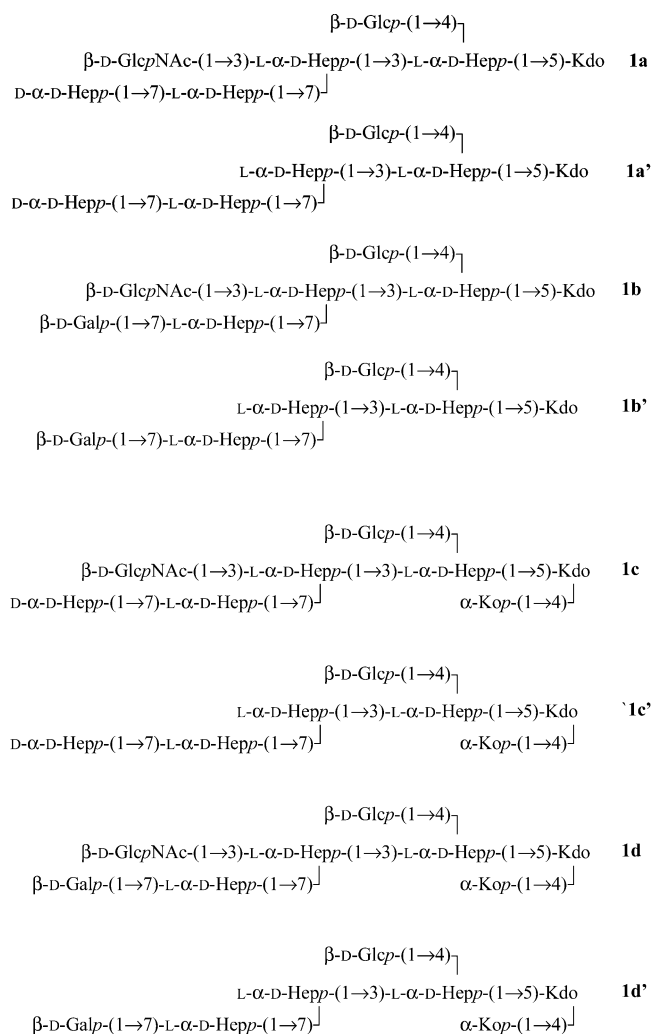 β-D-Glcp-(1→4)
β-D-GlcpNAc-(1→3)-L-α-D-Hepp-(1→3)-L-α-D-Hepp-(1→5)-Kdo 1a
D-α-D-Hepp-(1→7)-L-α-D-Hepp-(1→7)
β-D-Glcp-(1→4)
L-α-D-Hepp-(1→3)-L-α-D-Hepp-(1→5)-Kdo 1a’
D-α-D-Hepp-(1→7)-L-α-D-Hepp-(1→7)
β-D-Glcp-(1→4)
β-D-GlcpNAc-(1→3)-L-α-D-Hepp-(1→3)-L-α-D-Hepp-(1→5)-Kdo 1b
β-D-Galp-(1→7)-L-α-D-Hepp-(1→7)
β-D-Glcp-(1→4)
L-α-D-Hepp-(1→3)-L-α-D-Hepp-(1→5)-Kdo 1b’
β-D-Galp-(1→7)-L-α-D-Hepp-(1→7)
β-D-Glcp-(1→4)
β-D-GlcpNAc-(1→3)-L-α-D-Hepp-(1→3)-L-α-D-Hepp-(1→5)-Kdo 1c
D-α-D-Hepp-(1→7)-L-α-D-Hepp-(1→7) α-Kop-(1→4)
β-D-Glcp-(1→4)
L-α-D-Hepp-(1→3)-L-α-D-Hepp-(1→5)-Kdo `1c’
D-α-D-Hepp-(1→7)-L-α-D-Hepp-(1→7) α-Kop-(1→4)
β-D-Glcp-(1→4)
β-D-GlcpNAc-(1→3)-L-α-D-Hepp-(1→3)-L-α-D-Hepp-(1→5)-Kdo 1d
β-D-Galp-(1→7)-L-α-D-Hepp-(1→7) α-Kop-(1→4)
β-D-Glcp-(1→4)
L-α-D-Hepp-(1→3)-L-α-D-Hepp-(1→5)-Kdo 1d’
β-D-Galp-(1→7)-L-α-D-Hepp-(1→7) α-Kop-(1→4)